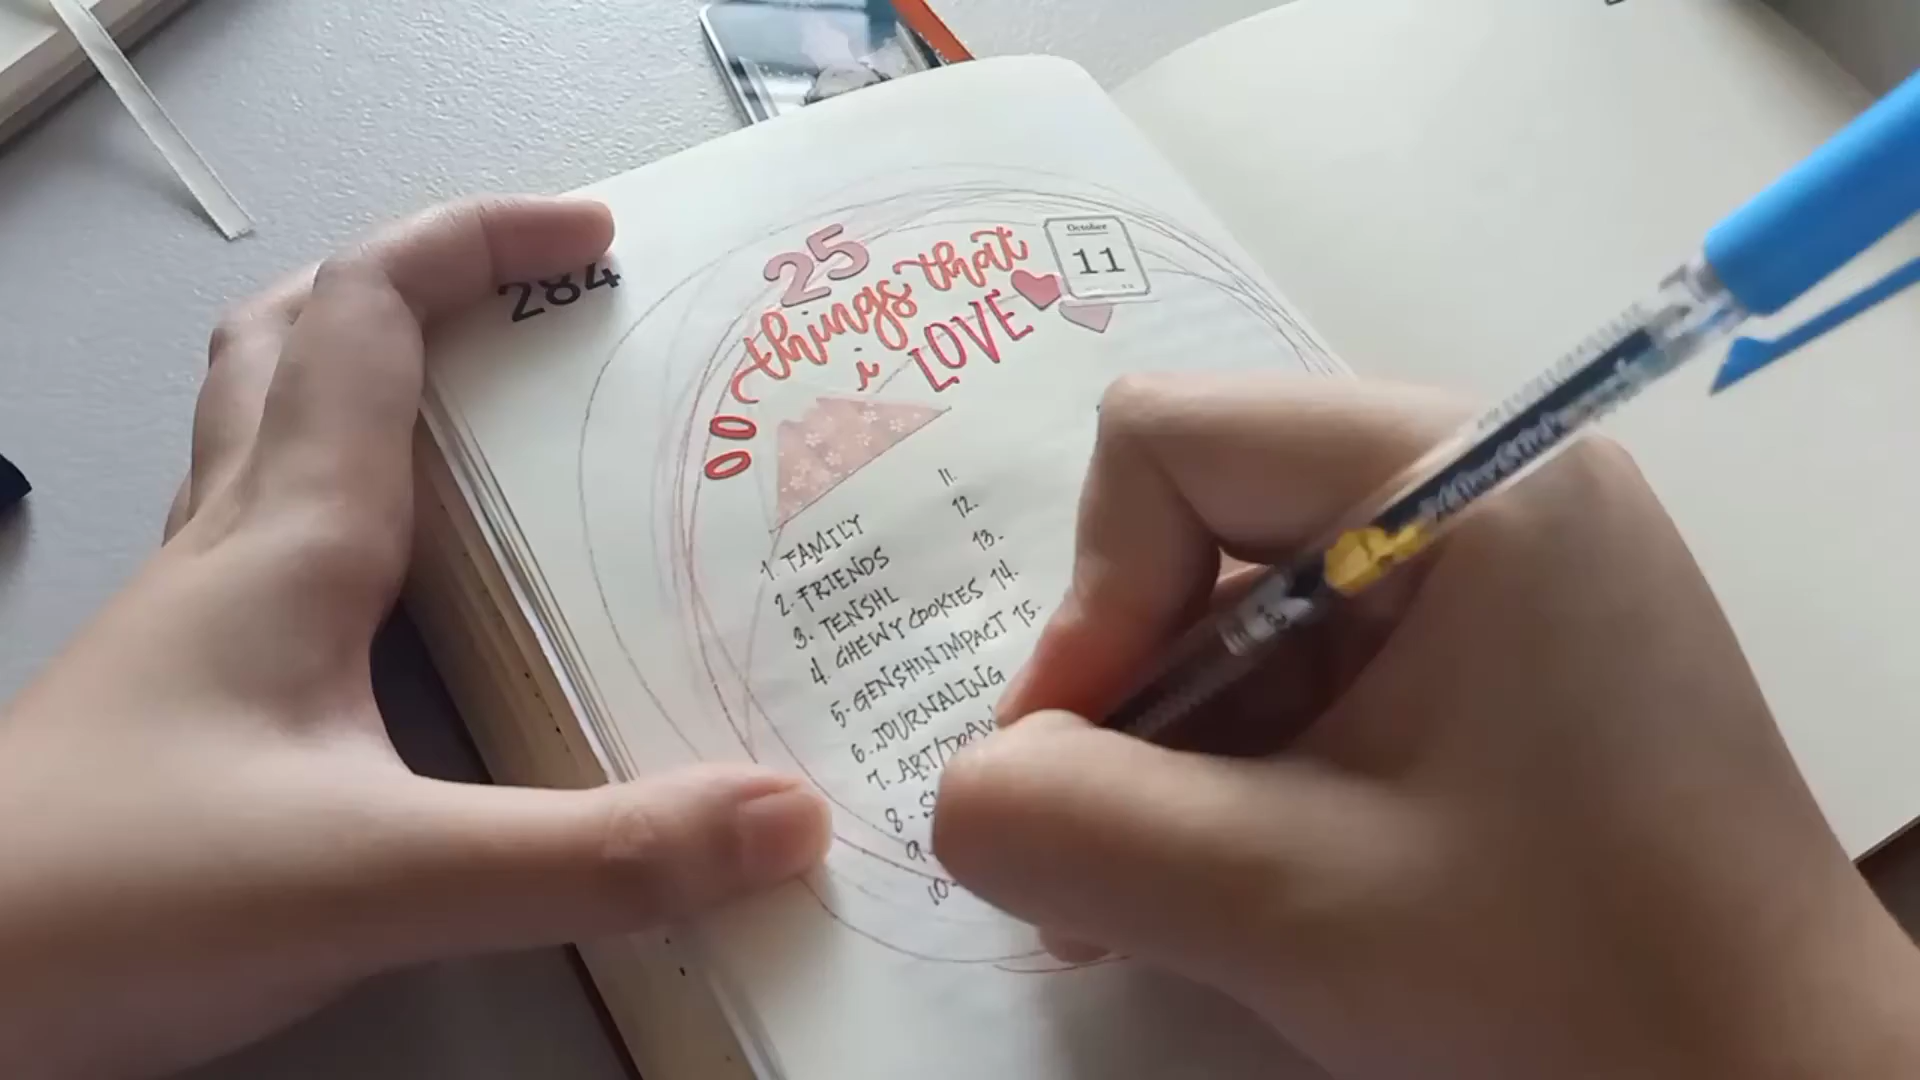 284
25
things that
i LOVE
October
11
1. FAMILY
2. FRIENDS
3. TENSHI
4. CHEWY COOKIES
5. GENSHIN IMPACT
6. JOURNALING
7. ART/DRAW
8.
9.
10.
11.
12.
13.
14.
15.